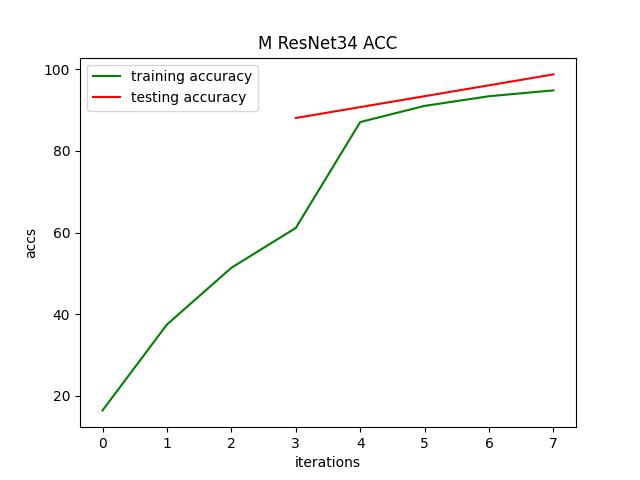 M ResNet34 ACC
training accuracy
testing accuracy
100
80
60
40
20
accs
0 1 2 3 4 5 6 7
iterations